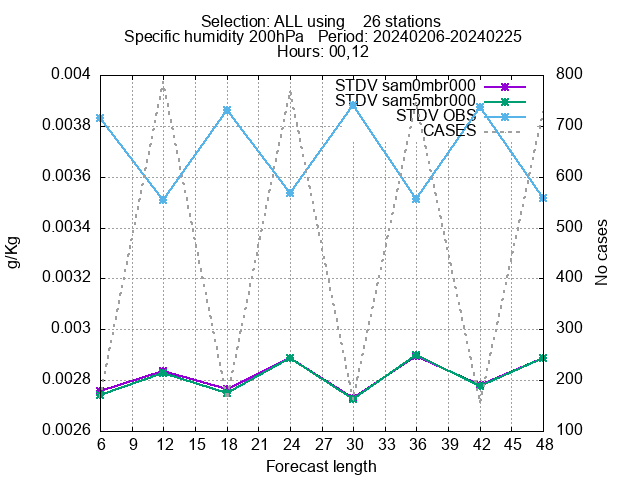 Selection: ALL using    26 stations
Specific humidity 200hPa   Period: 20240206-20240225
Hours: 00,12
0.004
0.0038
0.0036
0.0034
0.0032
0.003
0.0028
0.0026
g/Kg
STDV sam0mbr000
STDV sam5mbr000
STDV OBS
CASES
800
700
600
500
400
300
200
100
No cases
6 9 12 15 18 21 24 27 30 33 36 39 42 45 48
Forecast length